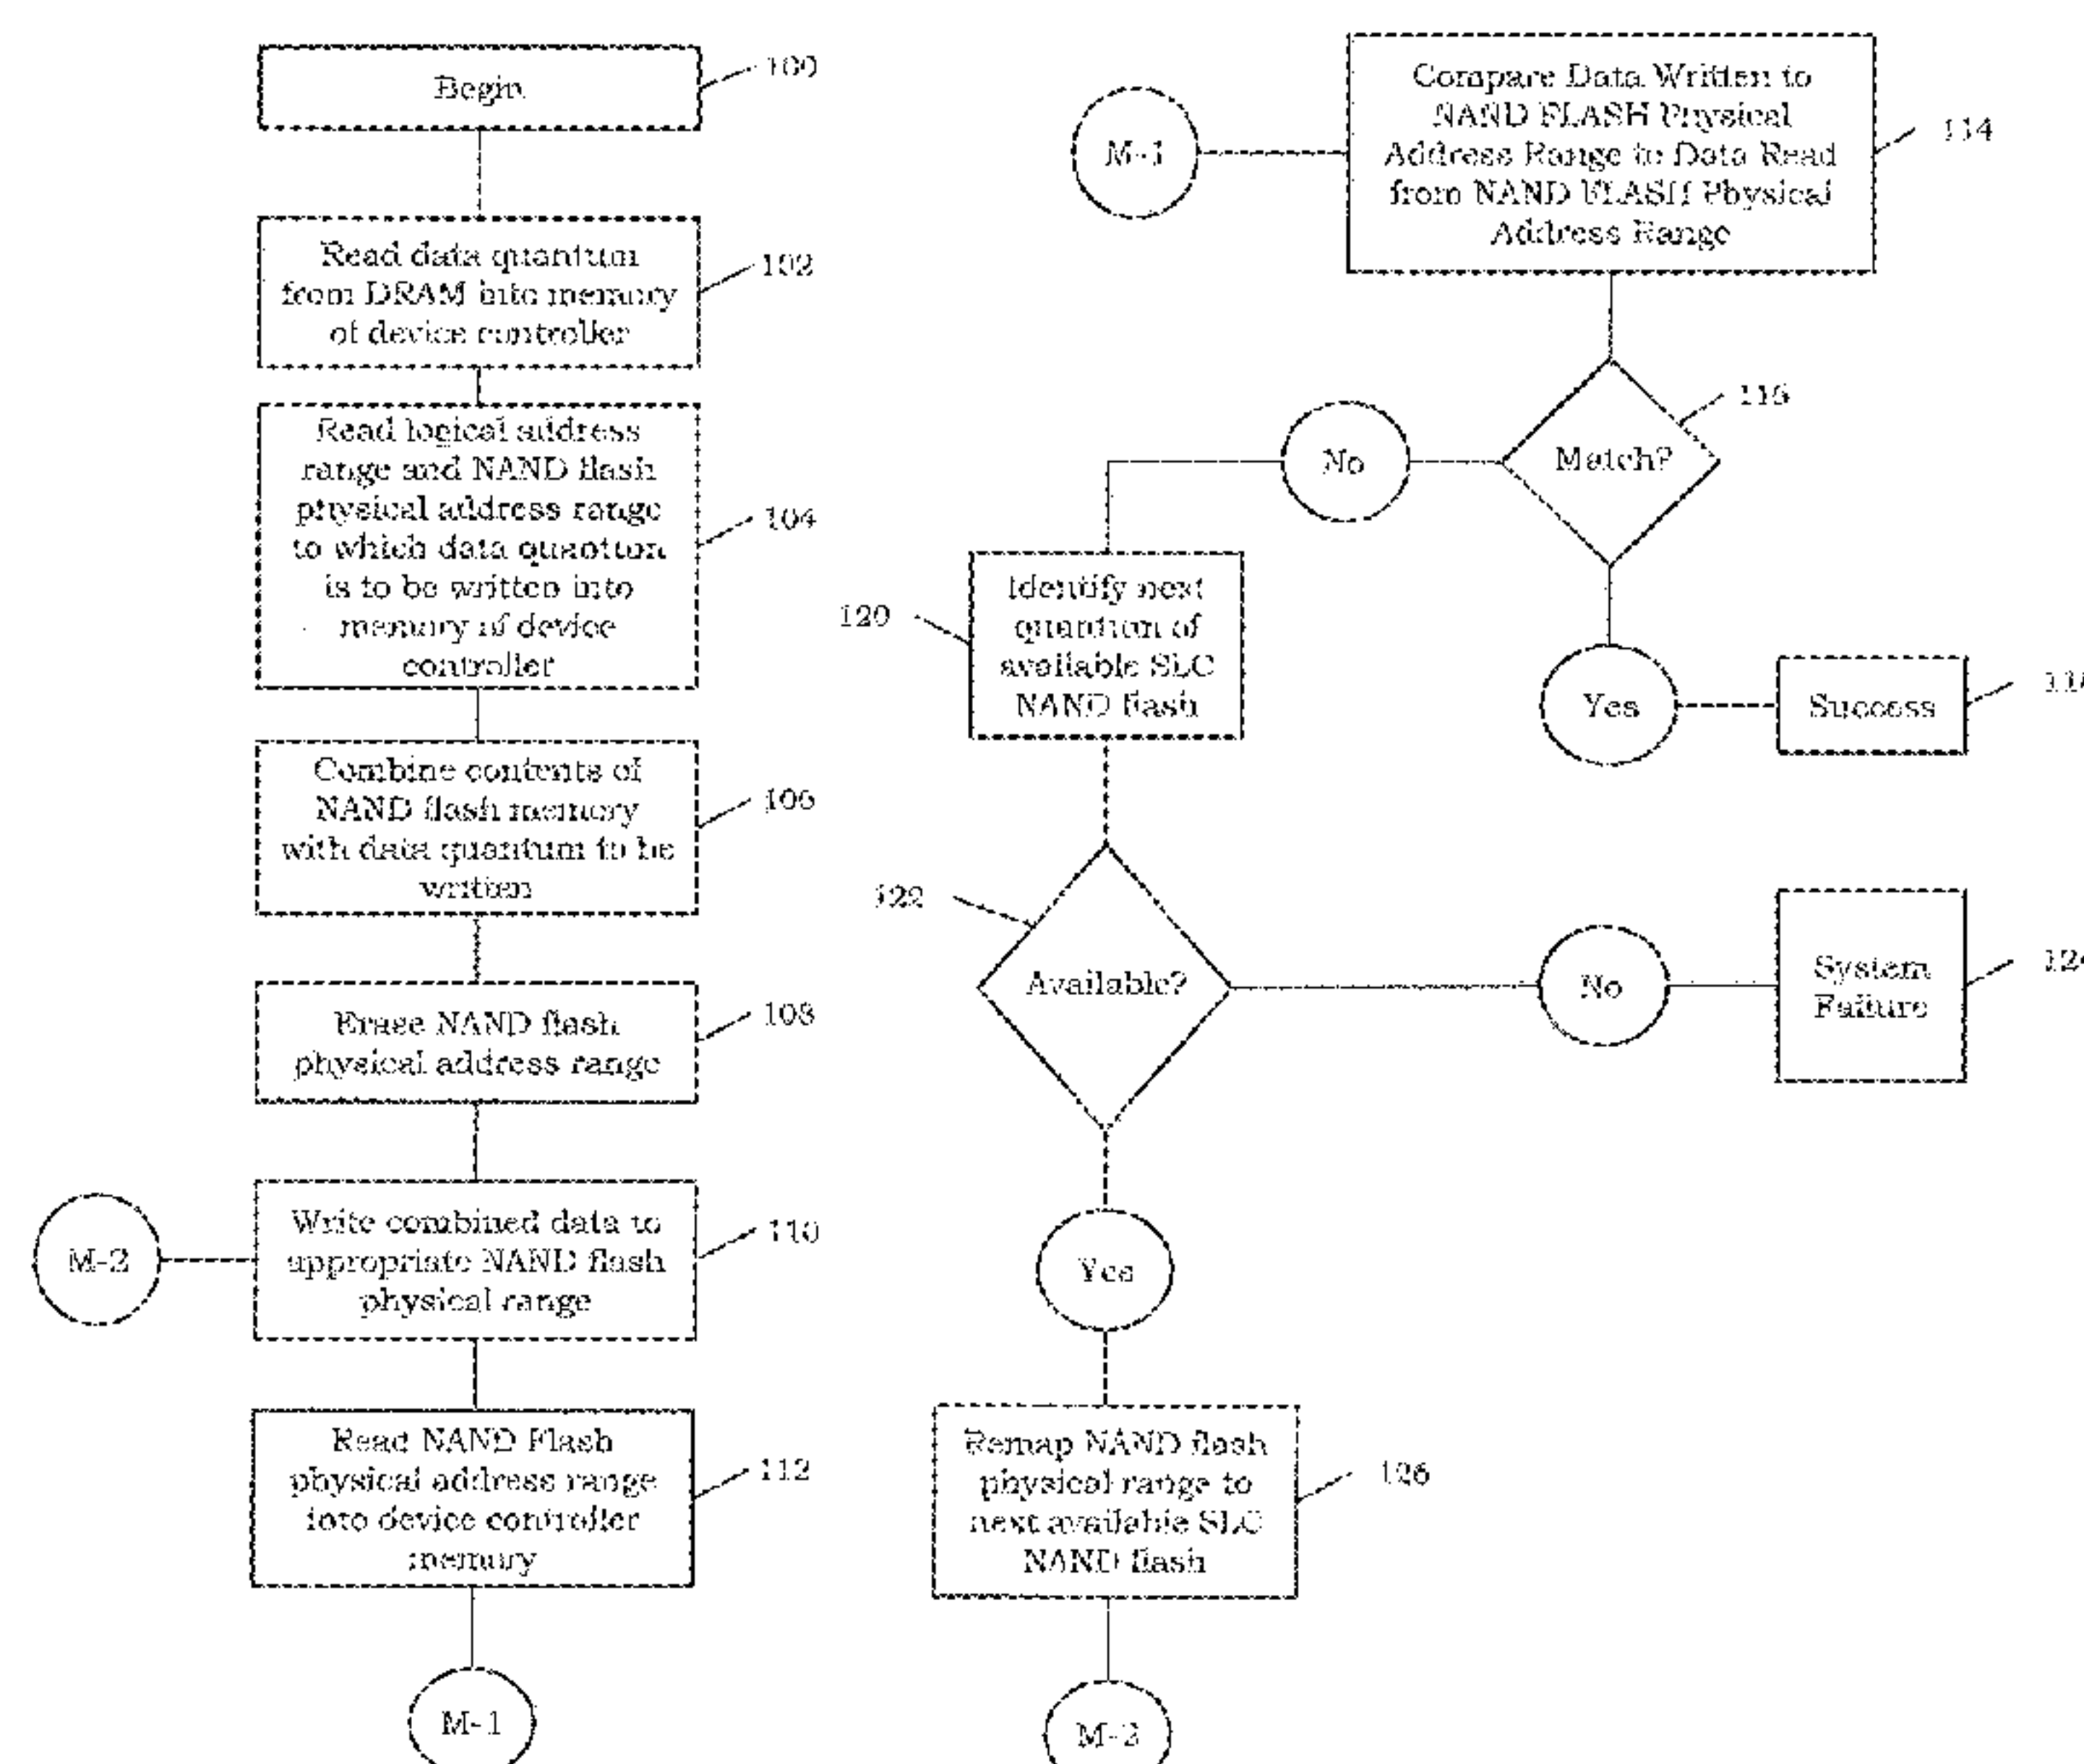 Begin
100
Read data quantum
from DRAM into memory
of device controller
102
Read logical address
range and NAND flash
physical address range
to which data quantum
is to be written into
memory of device
controller
104
Combine contents of
NAND flash memory
with data quantum to be
written
106
Erase NAND flash
physical address range
108
M-2
Write combined data to
appropriate NAND flash
physical range
110
Read NAND Flash
physical address range
into device controller
memory
112
M-1
M-1
Compare Data Written to
NAND FLASH Physical
Address Range to Data Read
from NAND FLASH Physical
Address Range
114
Match?
No
Yes
Success
120
Identify next
quantum of
available SLC
NAND flash
122
Available?
No
System
Failure
Yes
Remap NAND flash
physical range to
next available SLC
NAND flash
126
M-2